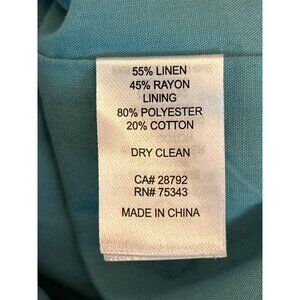 55% LINEN
45% RAYON
LINING
80% POLYESTER
20% COTTON
DRY CLEAN
CA# 28792
RN# 75343
MADE IN CHINA